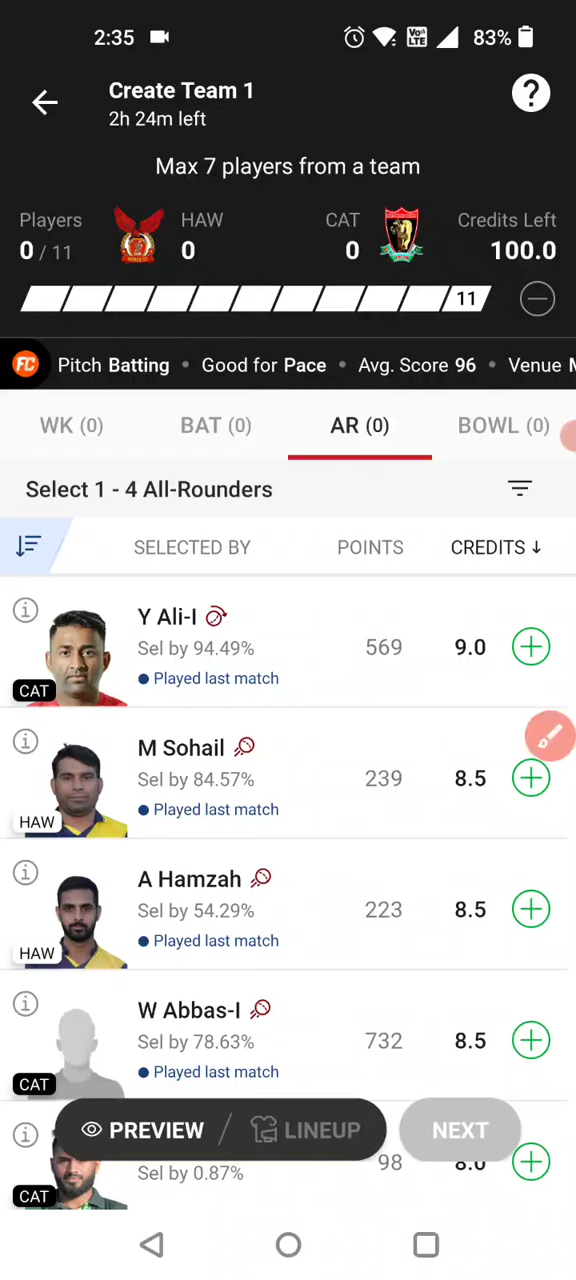 2:35
Vo)) LTE
83%
Create Team 1
2h 24m left
?
Max 7 players from a team
Players
HAW
CAT
Credits Left
0 / 11
0
0
100.0
11
FC Pitch Batting • Good for Pace • Avg. Score 96 • Venue
WK (0)
BAT (0)
AR (0)
BOWL (0)
Select 1 - 4 All-Rounders
SELECTED BY
POINTS
CREDITS ↓
i
Y Ali-I
Sel by 94.49%
569
9.0
Played last match
CAT
i
M Sohail
Sel by 84.57%
239
8.5
Played last match
HAW
i
A Hamzah
Sel by 54.29%
223
8.5
Played last match
HAW
i
W Abbas-I
Sel by 78.63%
732
8.5
Played last match
CAT
i
PREVIEW
LINEUP
NEXT
Sel by 0.87%
98
8.0
CAT